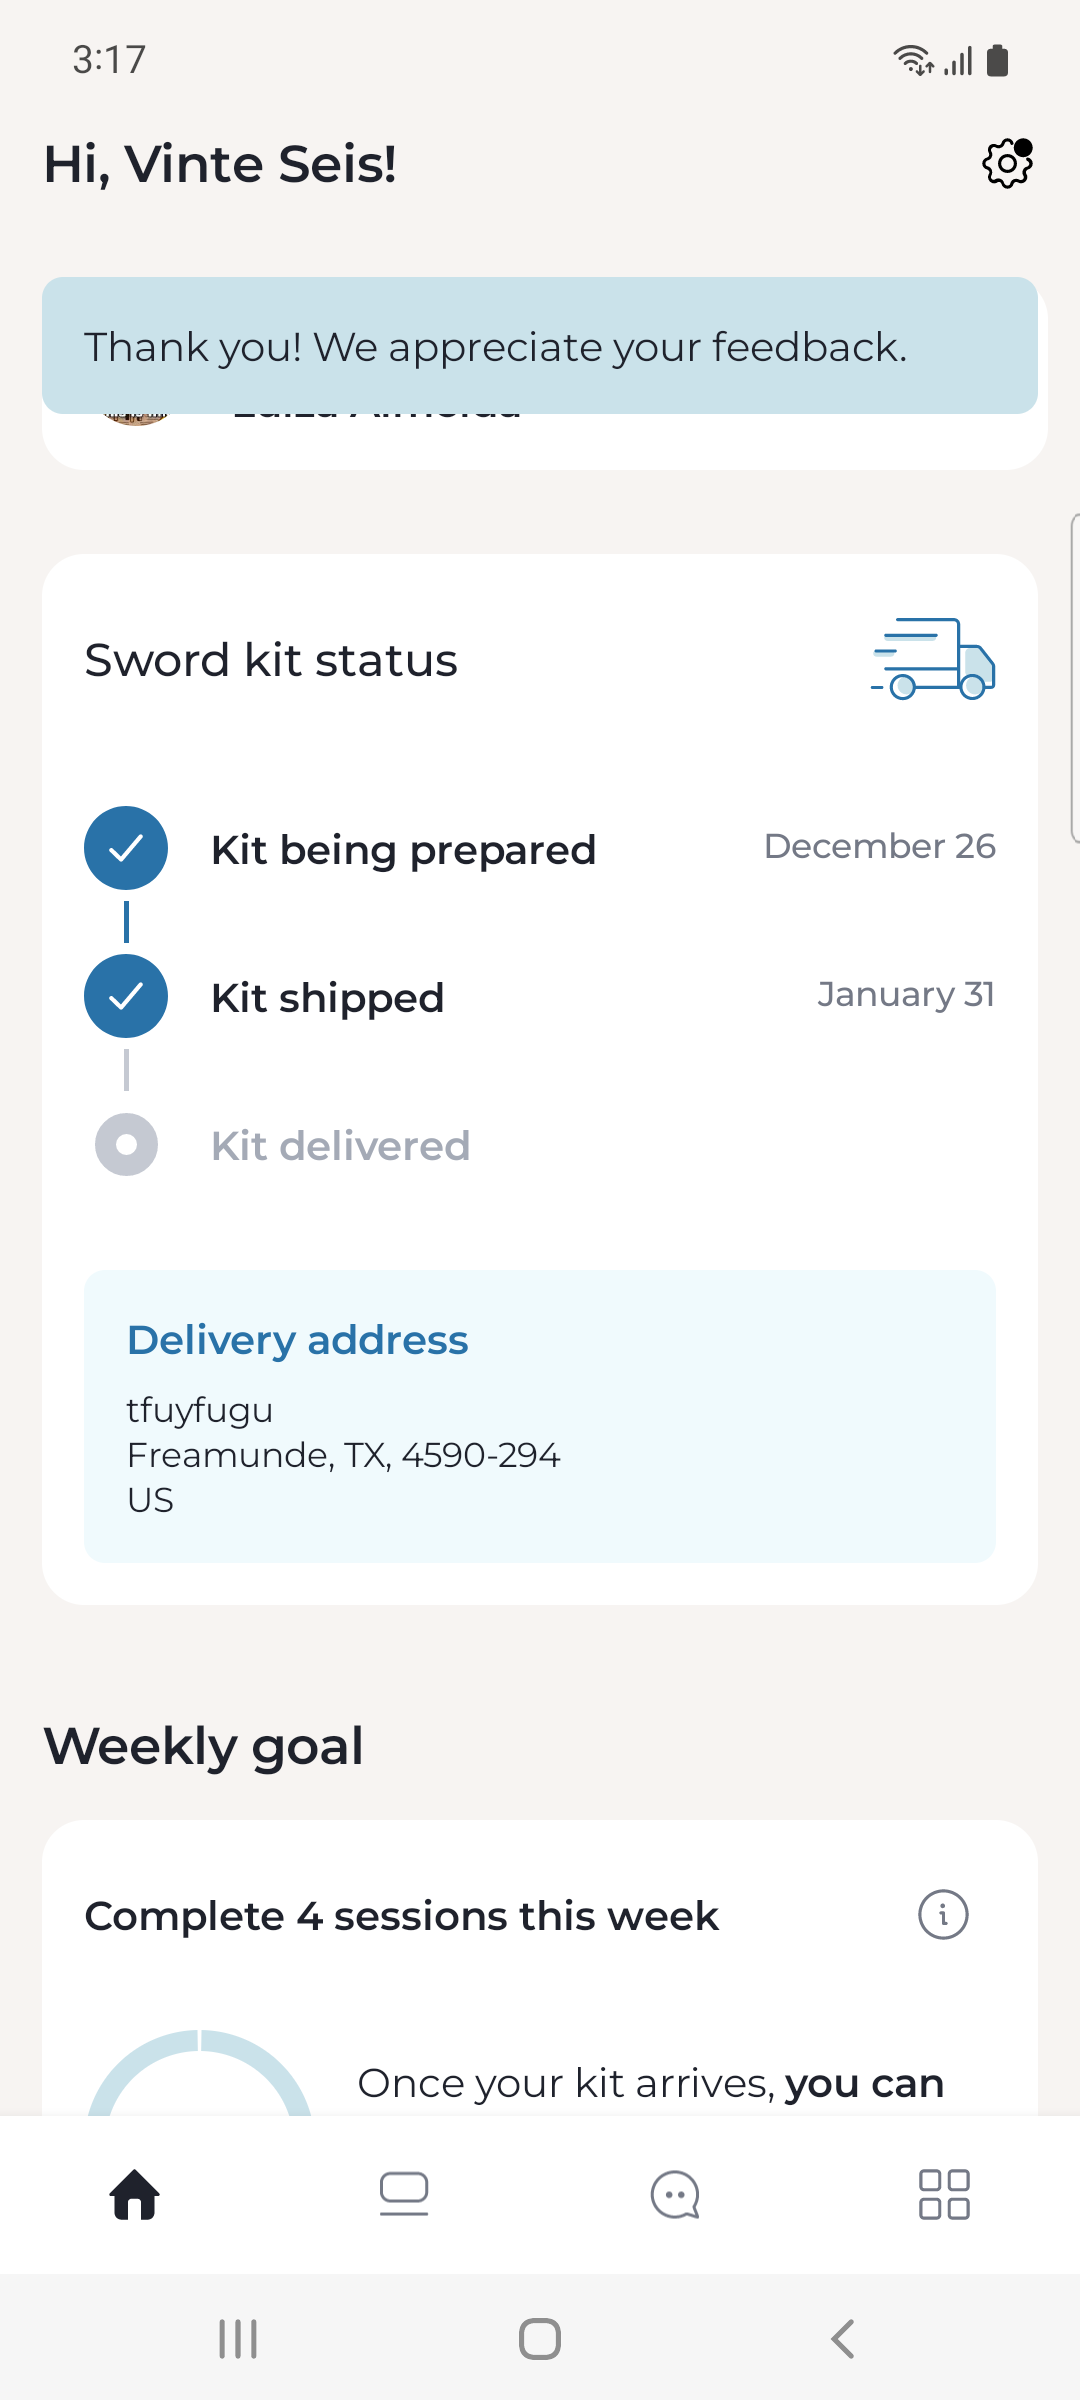 3:17
Hi, Vinte Seis!
Thank you! We appreciate your feedback.
Sword kit status
Kit being prepared
December 26
Kit shipped
January 31
Kit delivered
Delivery address
tfuyfugu
Freamunde, TX, 4590-294
US
Weekly goal
Complete 4 sessions this week
Once your kit arrives, you can